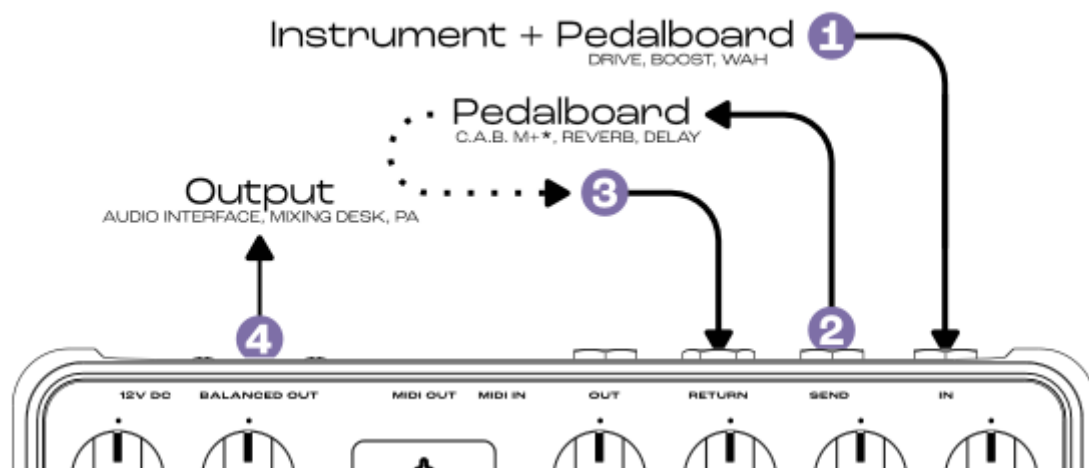 Instrument + Pedalboard 1
DRIVE, BOOST, WAH
Pedalboard
C.A.B. M+*, REVERB, DELAY
3
Output
AUDIO INTERFACE, MIXING DESK, PA
4
2
12V DC BALANCED OUT MIDI OUT MIDI IN OUT RETURN SEND IN